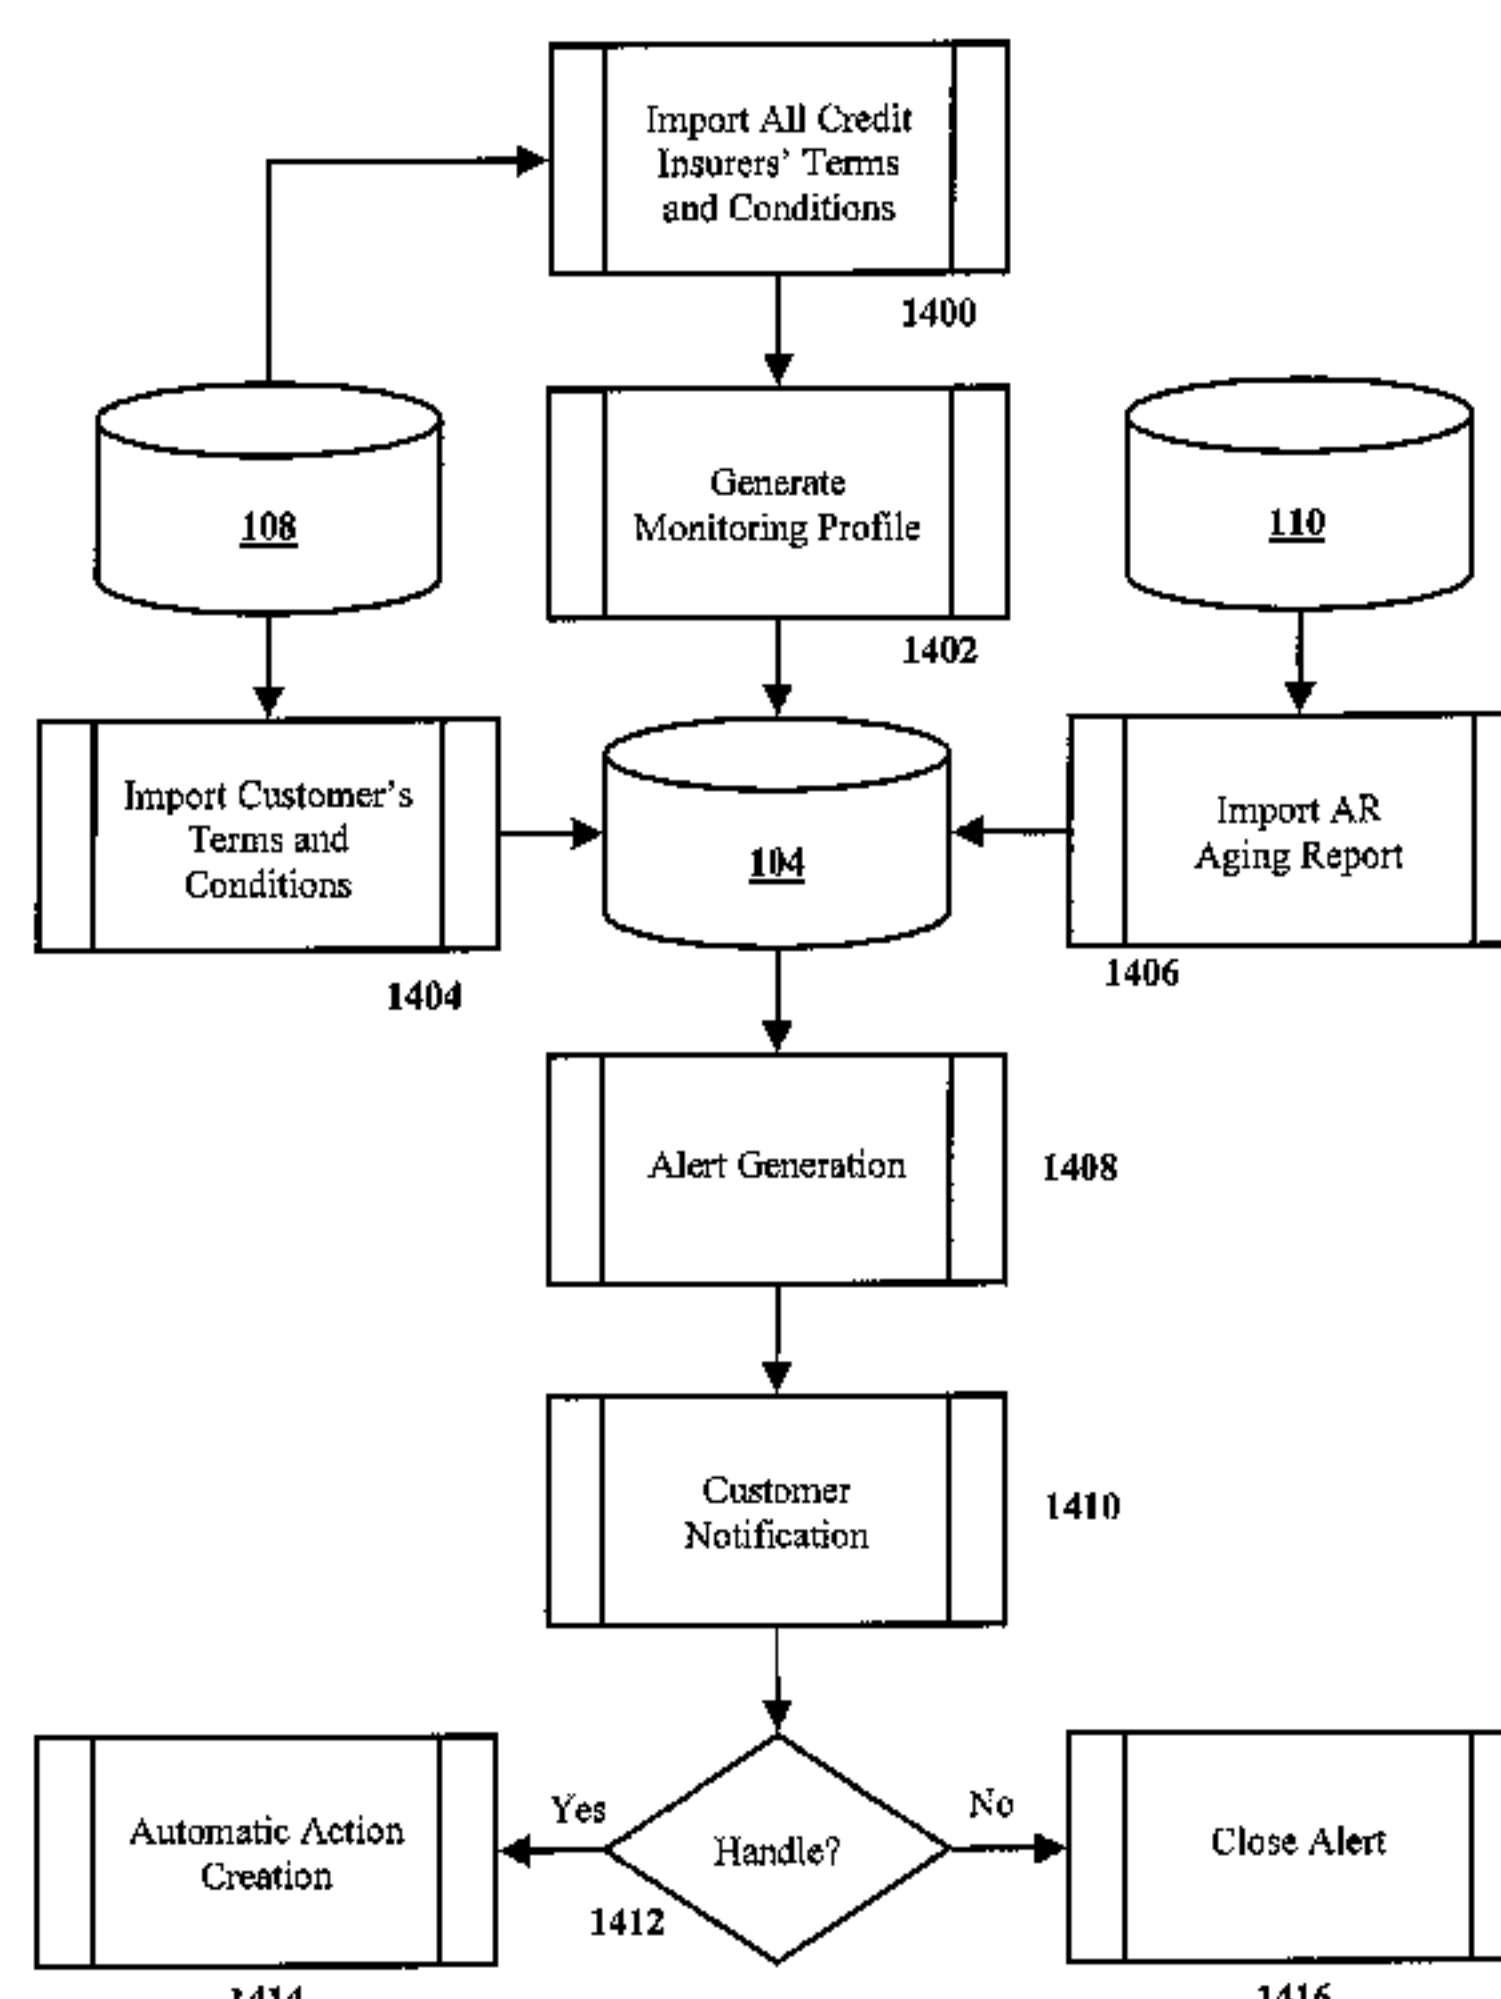 Import All Credit
Insurers' Terms
and Conditions
1400
108
Generate
Monitoring Profile
1402
110
Import Customer's
Terms and
Conditions
1404
104
Import AR
Aging Report
1406
Alert Generation
1408
Customer
Notification
1410
Automatic Action
Creation
1414
Yes
Handle?
1412
No
Close Alert
1416